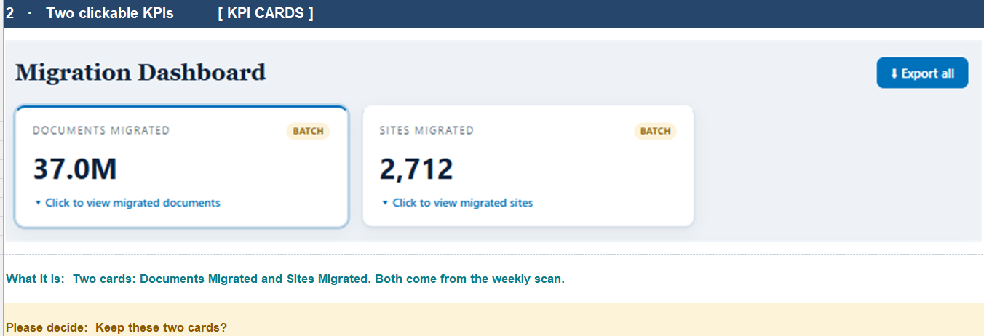 2 · Two clickable KPIs [ KPI CARDS ]
Migration Dashboard
⬇ Export all
DOCUMENTS MIGRATED BATCH
37.0M
▾ Click to view migrated documents
SITES MIGRATED BATCH
2,712
▾ Click to view migrated sites
What it is: Two cards: Documents Migrated and Sites Migrated. Both come from the weekly scan.
Please decide: Keep these two cards?